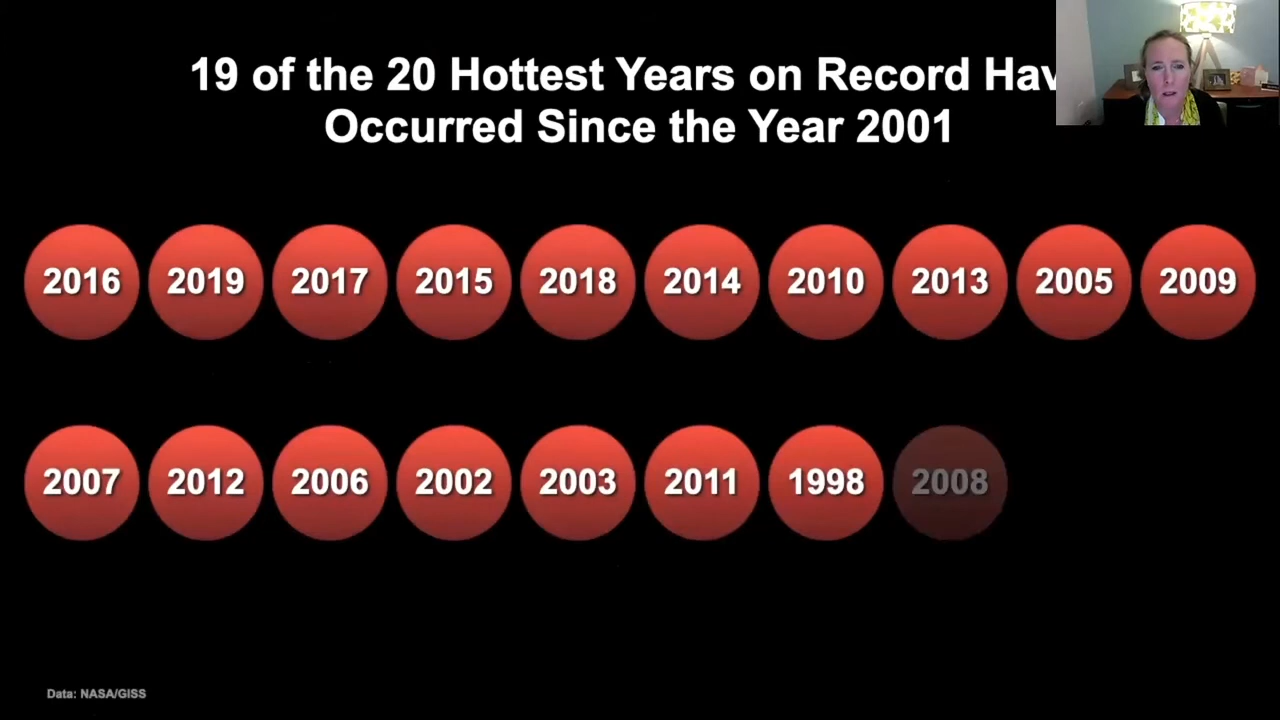 19 of the 20 Hottest Years on Record Hav
Occurred Since the Year 2001
2016 2019 2017 2015 2018 2014 2010 2013 2005 2009
2007 2012 2006 2002 2003 2011 1998 2008
Data: NASA/GISS